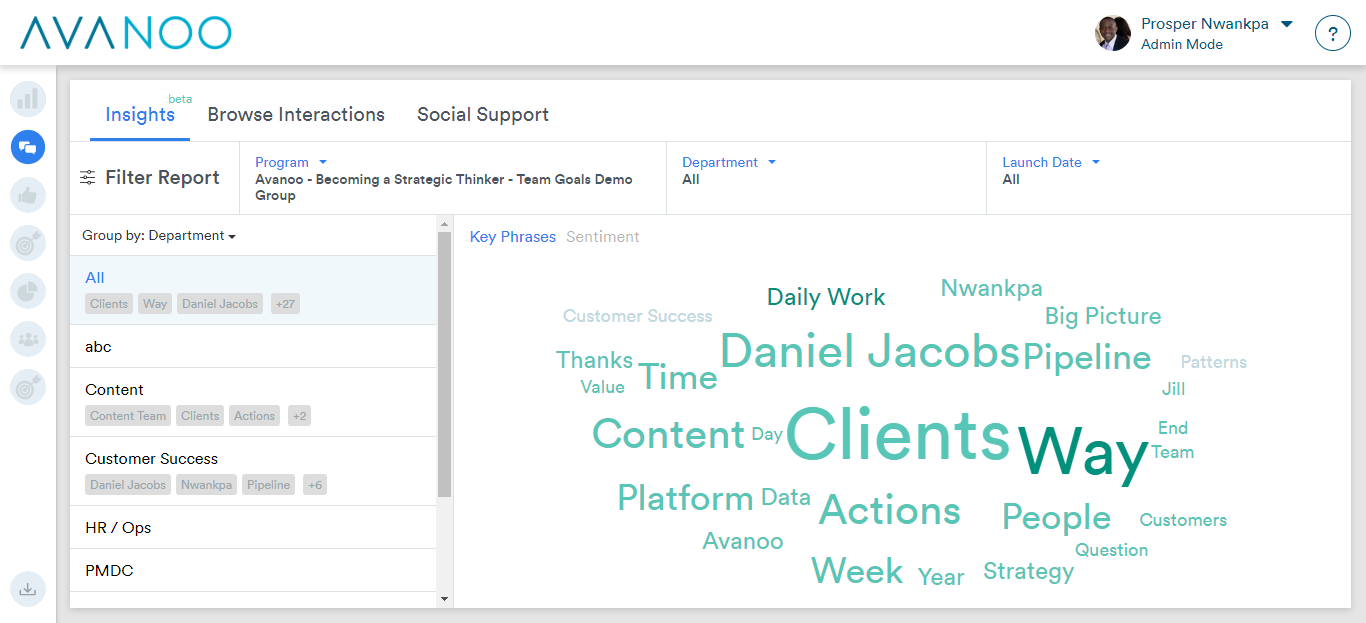 AVANOO
Prosper Nwankpa
Admin Mode
?
Insights
beta
Browse Interactions
Social Support
Filter Report
Program
Avanoo - Becoming a Strategic Thinker - Team Goals Demo
Group
Department
All
Launch Date
All
Group by: Department
All
Clients Way Daniel Jacobs +27
abc
Content
Content Team Clients Actions +2
Customer Success
Daniel Jacobs Nwankpa Pipeline +6
HR / Ops
PMDC
Key Phrases Sentiment
Nwankpa
Daily Work
Customer Success
Big Picture
Daniel Jacobs
Pipeline
Thanks
Patterns
Time
Value
Jill
Clients
Content
Day
End
Way
Team
Platform
Data
Actions
People
Customers
Avanoo
Question
Week
Year
Strategy